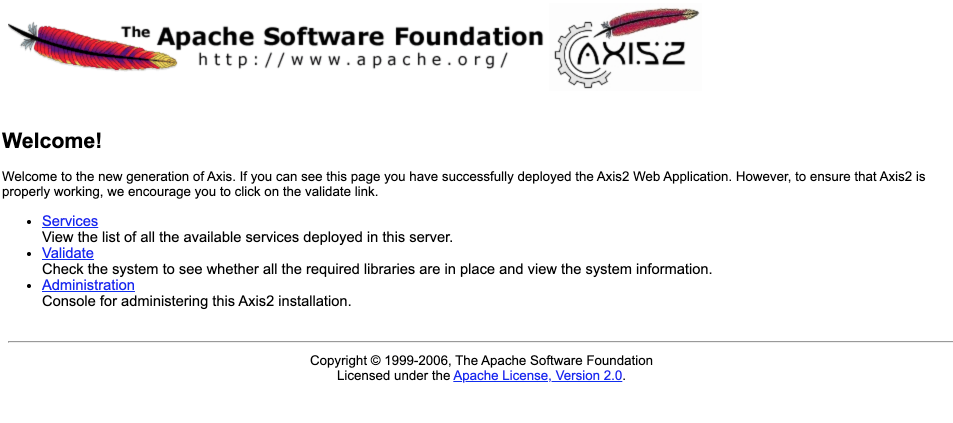 The Apache Software Foundation
http://www.apache.org/
AXIS2
Welcome!
Welcome to the new generation of Axis. If you can see this page you have successfully deployed the Axis2 Web Application. However, to ensure that Axis2 is
properly working, we encourage you to click on the validate link.
• Services
View the list of all the available services deployed in this server.
• Validate
Check the system to see whether all the required libraries are in place and view the system information.
• Administration
Console for administering this Axis2 installation.
Copyright © 1999-2006, The Apache Software Foundation
Licensed under the Apache License, Version 2.0.